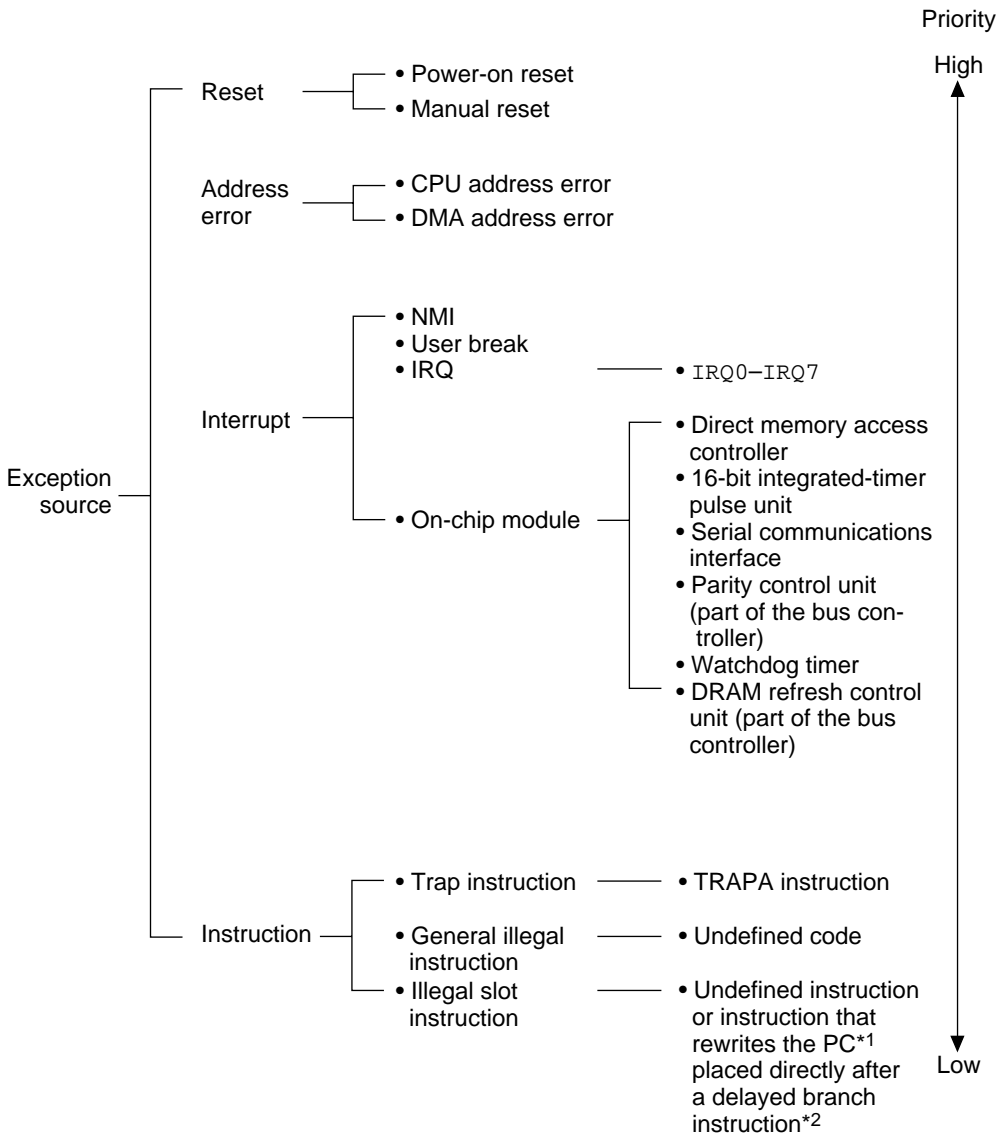 Priority
High
• Power-on reset
Reset
• Manual reset
Address
error
• CPU address error
• DMA address error
• NMI
• User break
• IRQ
• IRQ0–IRQ7
Interrupt
• Direct memory access
controller
• 16-bit integrated-timer
pulse unit
Exception
source
• On-chip module
• Serial communications
interface
• Parity control unit
(part of the bus con-
troller)
• Watchdog timer
• DRAM refresh control
unit (part of the bus
controller)
• Trap instruction
• TRAPA instruction
Instruction
• General illegal
instruction
• Undefined code
• Illegal slot
instruction
• Undefined instruction
or instruction that
rewrites the PC*1
placed directly after
a delayed branch
instruction*2
Low